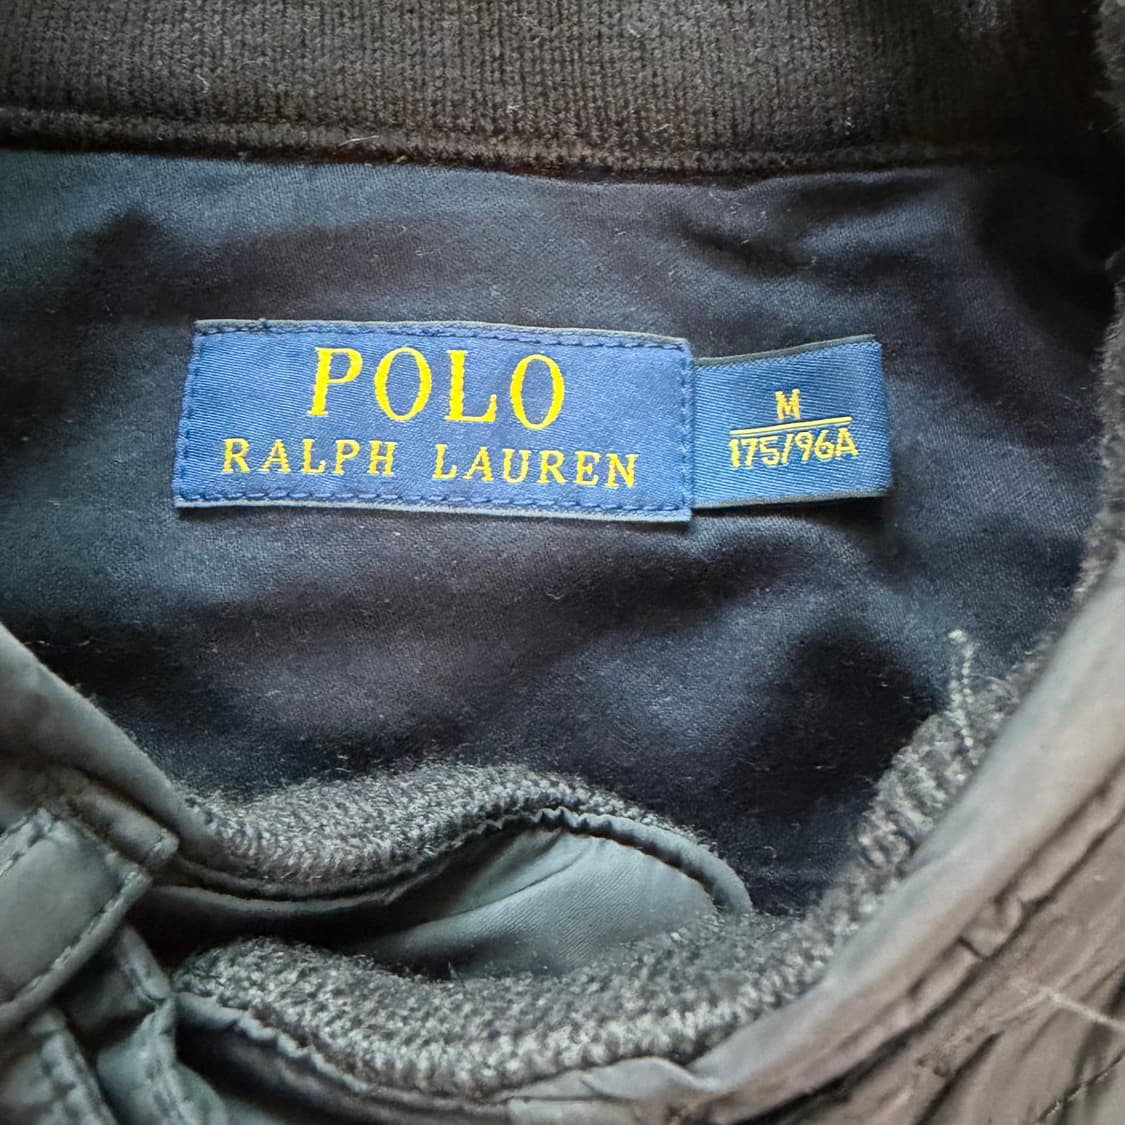 POLO
RALPH LAUREN
M
175/96A